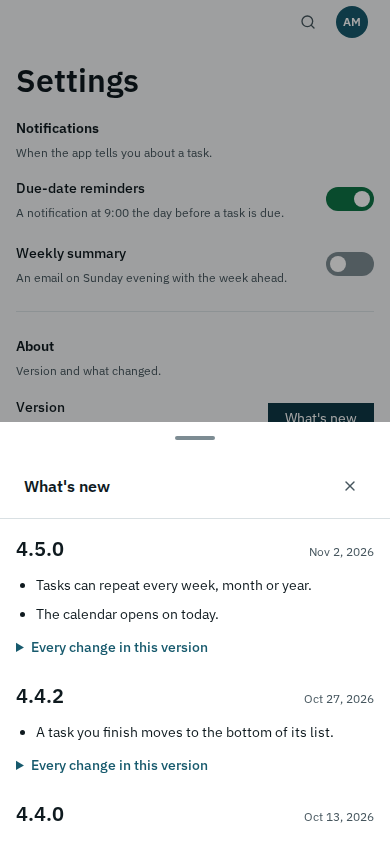 AM
Settings
Notifications
When the app tells you about a task.
Due-date reminders
A notification at 9:00 the day before a task is due.
Weekly summary
An email on Sunday evening with the week ahead.
About
Version and what changed.
Version
What's new
What's new
4.5.0
Nov 2, 2026
Tasks can repeat every week, month or year.
The calendar opens on today.
Every change in this version
4.4.2
Oct 27, 2026
A task you finish moves to the bottom of its list.
Every change in this version
4.4.0
Oct 13, 2026